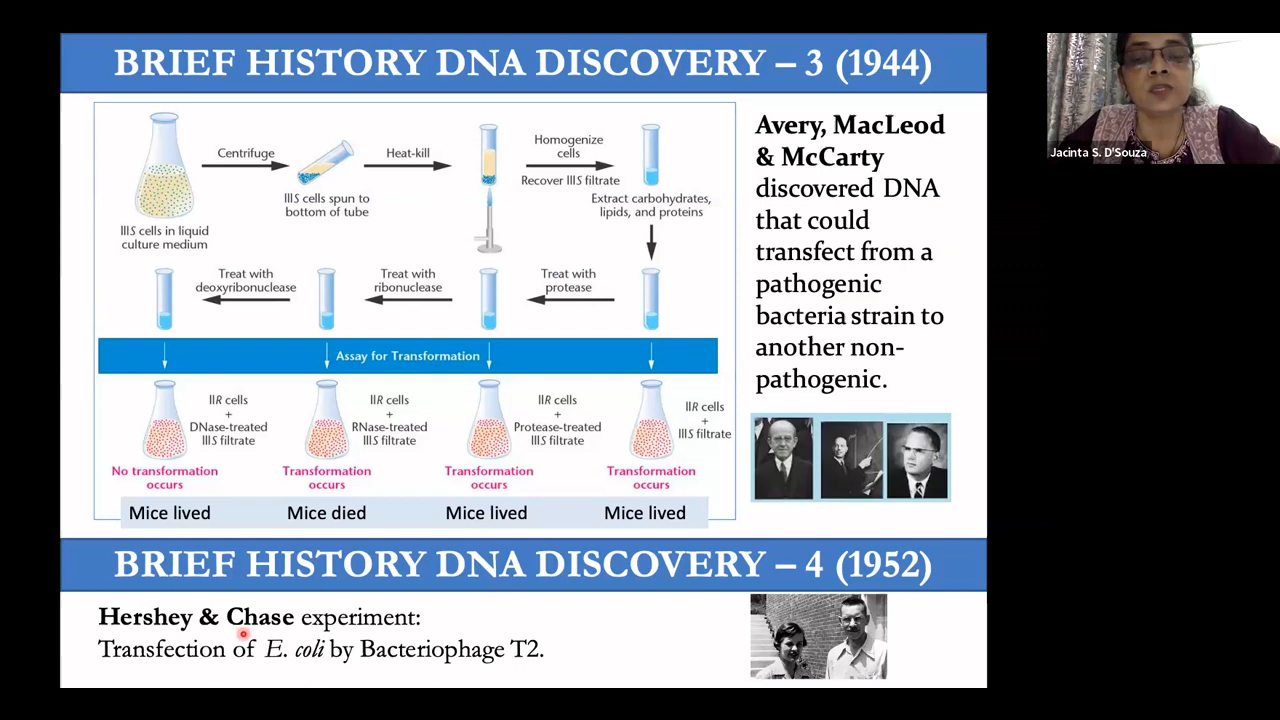 BRIEF HISTORY DNA DISCOVERY – 3 (1944)
Centrifuge
Heat-kill
Homogenize
cells
Recover IIIS filtrate
IIIS cells in liquid
culture medium
IIIS cells spun to
bottom of tube
Extract carbohydrates,
lipids, and proteins
Treat with
deoxyribonuclease
Treat with
ribonuclease
Treat with
protease
Assay for Transformation
IIR cells
+
DNase-treated
IIIS filtrate
IIR cells
+
RNase-treated
IIIS filtrate
IIR cells
+
Protease-treated
IIIS filtrate
IIR cells
+
IIIS filtrate
No transformation
occurs
Transformation
occurs
Transformation
occurs
Transformation
occurs
Mice lived
Mice died
Mice lived
Mice lived
Avery, MacLeod
& McCarty
discovered DNA
that could
transfect from a
pathogenic
bacteria strain to
another non-
pathogenic.
BRIEF HISTORY DNA DISCOVERY – 4 (1952)
Hershey & Chase experiment:
Transfection of E. coli by Bacteriophage T2.
Jacinta S. D'Souza